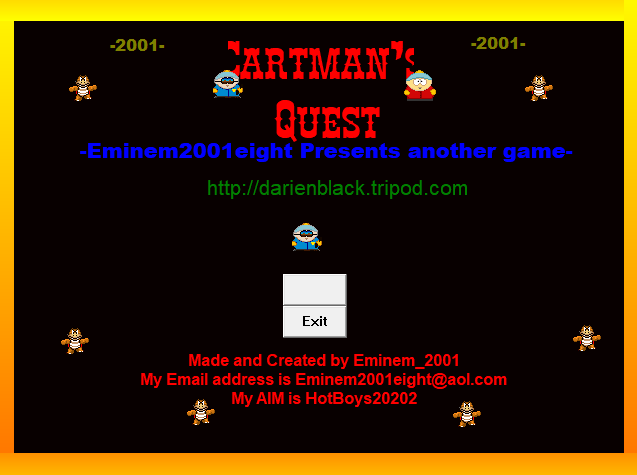 -2001-
-2001-
Cartman's
Quest
-Eminem2001eight Presents another game-
http://darienblack.tripod.com
Exit
Made and Created by Eminem_2001
My Email address is Eminem2001eight@aol.com
My AIM is HotBoys20202